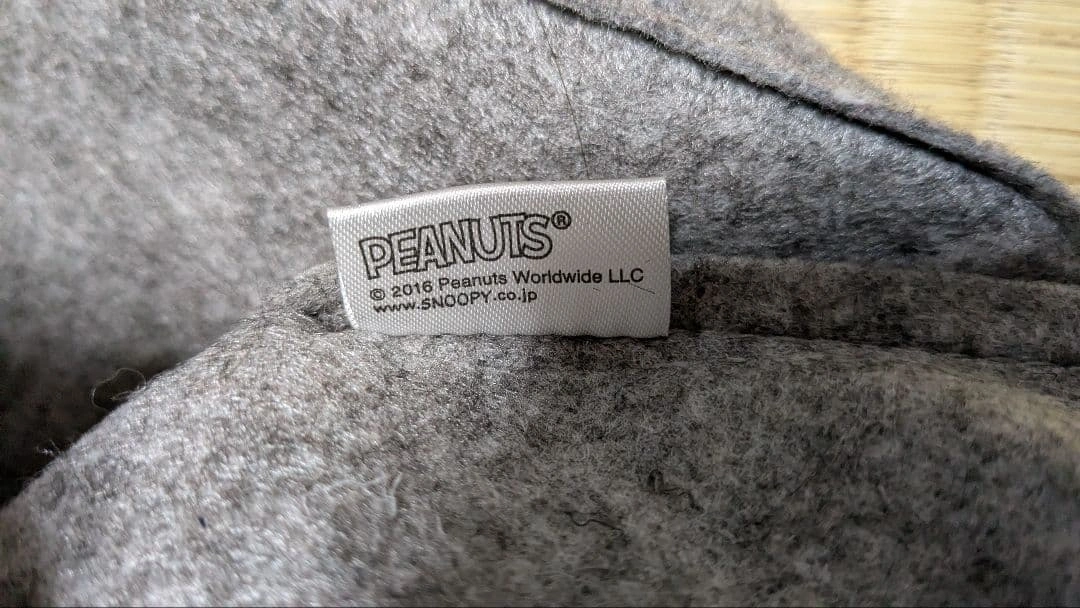 PEANUTS®
© 2016 Peanuts Worldwide LLC
www.SNOOPY.co.jp